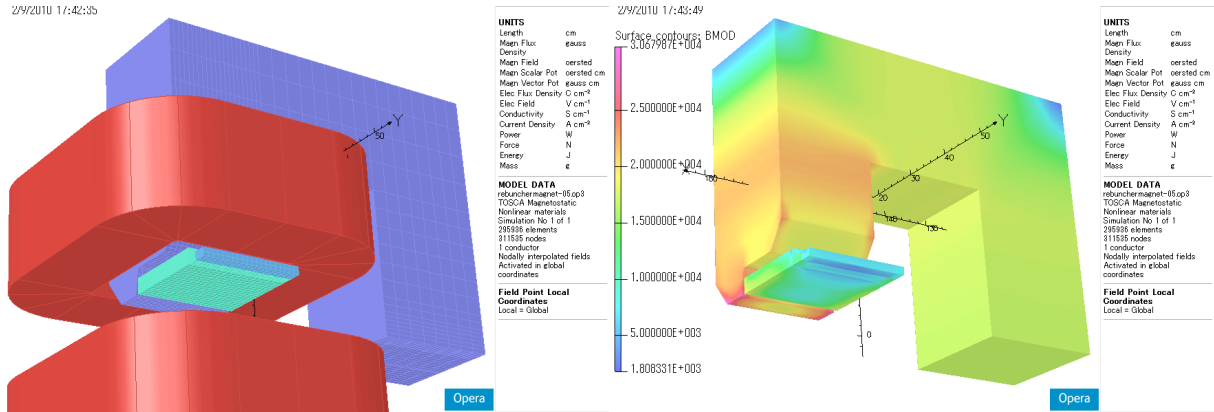 2/9/2010 17:42:35
Y
50
UNITS
Length cm
Magn Flux Density gauss
Magn Field oersted
Magn Scalar Pot oersted cm
Magn Vector Pot gauss cm
Elec Flux Density C cm⁻²
Elec Field V cm⁻¹
Conductivity S cm⁻¹
Current Density A cm⁻²
Power W
Force N
Energy J
Mass g
MODEL DATA
rebunchermagnet-05.op3
TOSCA Magnetostatic
Nonlinear materials
Simulation No 1 of 1
295936 elements
311535 nodes
1 conductor
Nodally interpolated fields
Activated in global
coordinates
Field Point Local
Coordinates
Local = Global
Opera
2/9/2010 17:43:49
Surface contours: BMOD
3.067987E+004
2.500000E+004
2.000000E+004
1.500000E+004
1.000000E+004
5.000000E+003
1.808331E+003
Y
50
40
30
20
180
140
130
0
UNITS
Length cm
Magn Flux Density gauss
Magn Field oersted
Magn Scalar Pot oersted cm
Magn Vector Pot gauss cm
Elec Flux Density C cm⁻²
Elec Field V cm⁻¹
Conductivity S cm⁻¹
Current Density A cm⁻²
Power W
Force N
Energy J
Mass g
MODEL DATA
rebunchermagnet-05.op3
TOSCA Magnetostatic
Nonlinear materials
Simulation No 1 of 1
295936 elements
311535 nodes
1 conductor
Nodally interpolated fields
Activated in global
coordinates
Field Point Local
Coordinates
Local = Global
Opera